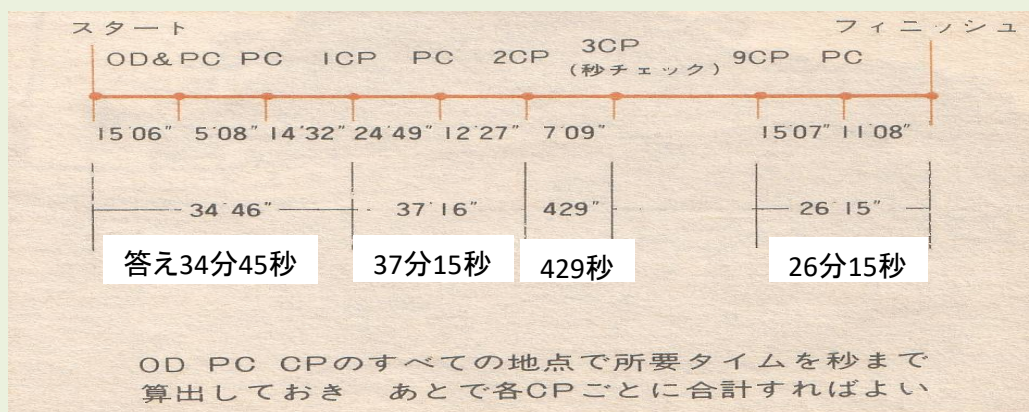 スタート フィニッシュ
OD&PC PC 1CP PC 2CP 3CP 9CP PC
(秒チェック)
15'06" 5'08" 14'32" 24'49" 12'27" 7'09" 15'07" 11'08"
34'46" 37'16" 429" 26'15"
答え34分45秒 37分15秒 429秒 26分15秒
OD PC CPのすべての地点で所要タイムを秒まで
算出しておき あとで各CPごとに合計すればよい